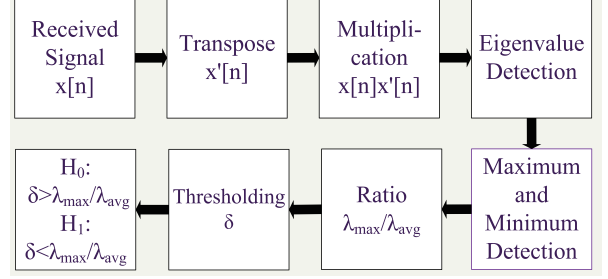 Received
Signal
x[n]
Transpose
x'[n]
Multipli-
cation
x[n]x'[n]
Eigenvalue
Detection
Maximum
and
Minimum
Detection
Ratio
λmax/λavg
Thresholding
δ
H0:
δ>λmax/λavg
H1:
δ<λmax/λavg